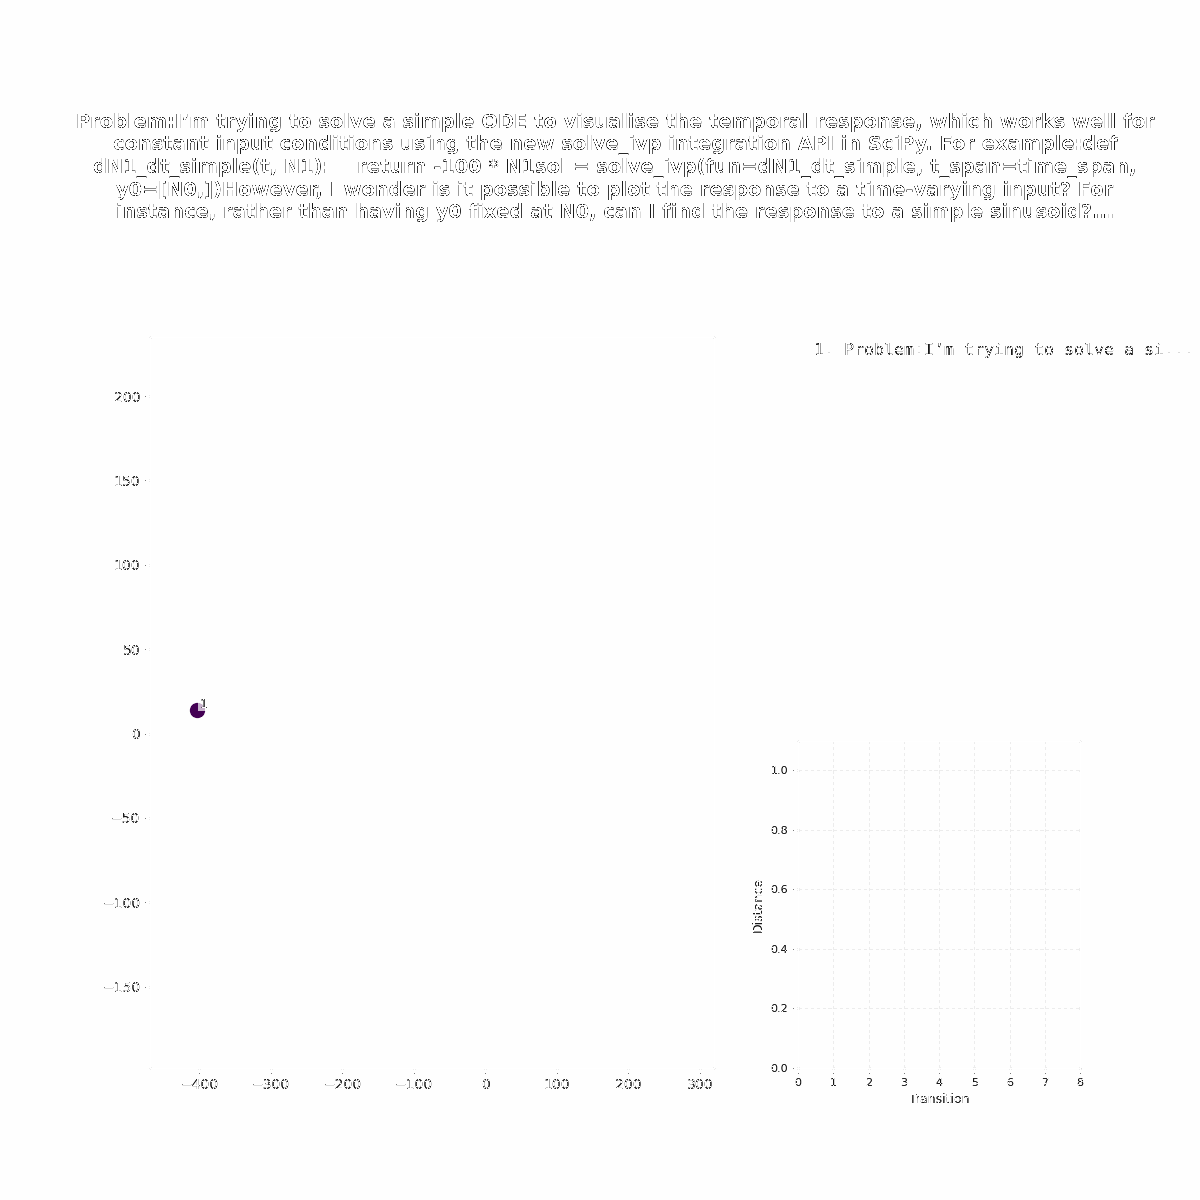 Problem:I'm trying to solve a simple ODE to visualise the temporal response, which works well for
constant input conditions using the new solve_ivp integration API in SciPy. For example:def
dN1_dt_simple(t, N1):    return -100 * N1sol = solve_ivp(fun=dN1_dt_simple, t_span=time_span,
y0=[N0,])However, I wonder is it possible to plot the response to a time-varying input? For
instance, rather than having y0 fixed at N0, can I find the response to a simple sinusoid?...
1. Problem:I'm trying to solve a si...
200
150
100
50
0
−50
−100
−150
−400 −300 −200 −100 0 100 200 300
1
1.0
0.8
0.6
0.4
0.2
0.0
Distance
0 1 2 3 4 5 6 7 8
Transition